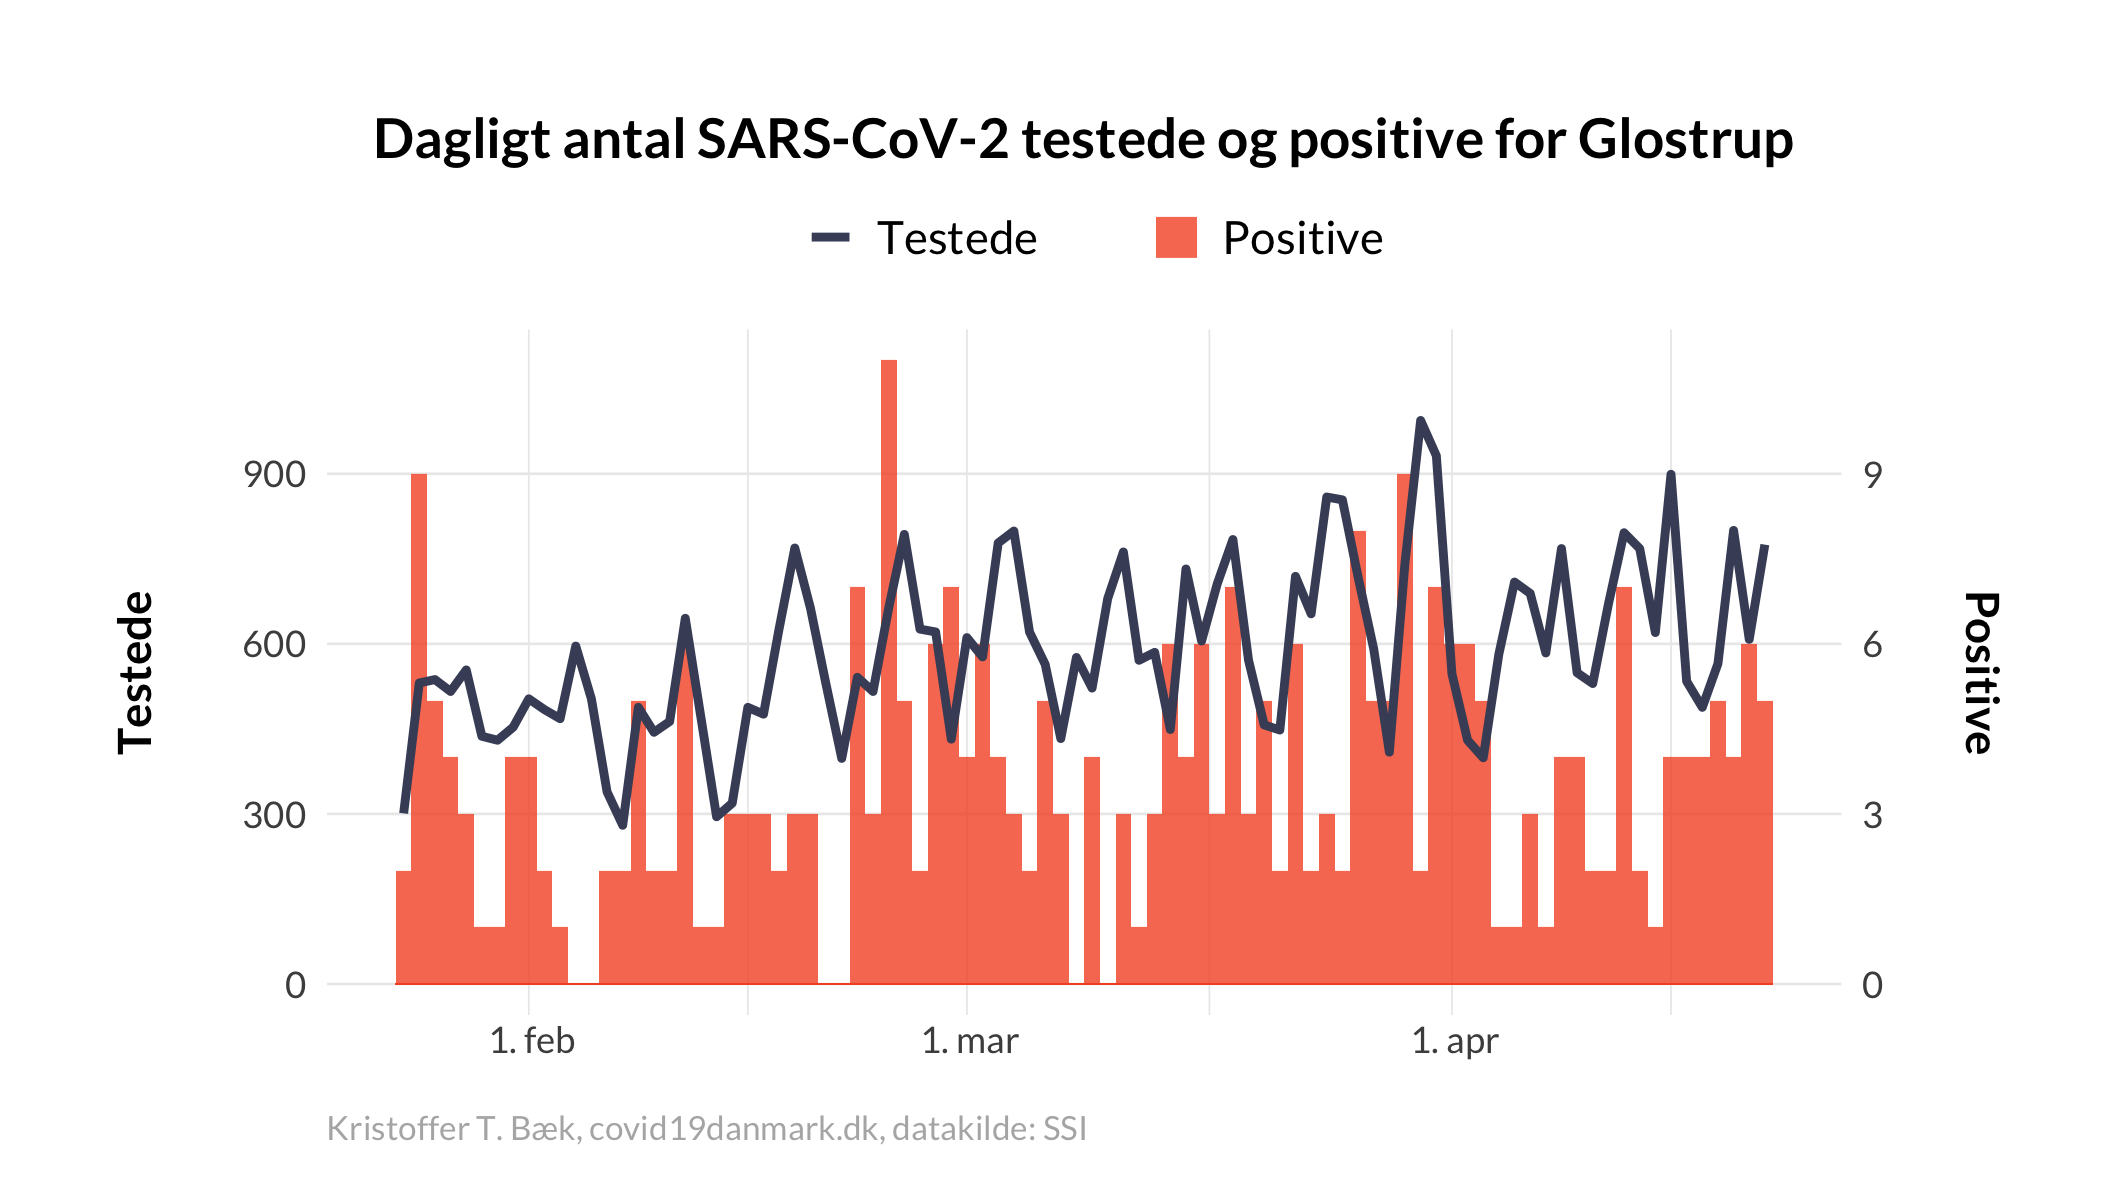 Dagligt antal SARS-CoV-2 testede og positive for Glostrup
Testede Positive
900 9
600 6
300 3
0 0
Testede
Positive
1. feb 1. mar 1. apr
Kristoffer T. Bæk, covid19danmark.dk, datakilde: SSI